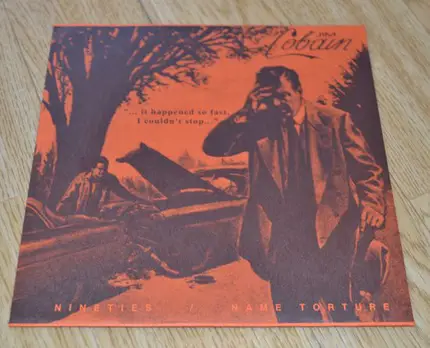 Cobain
"... it happened so fast,
I couldn't stop..."
NINETIES / NAME TORTURE